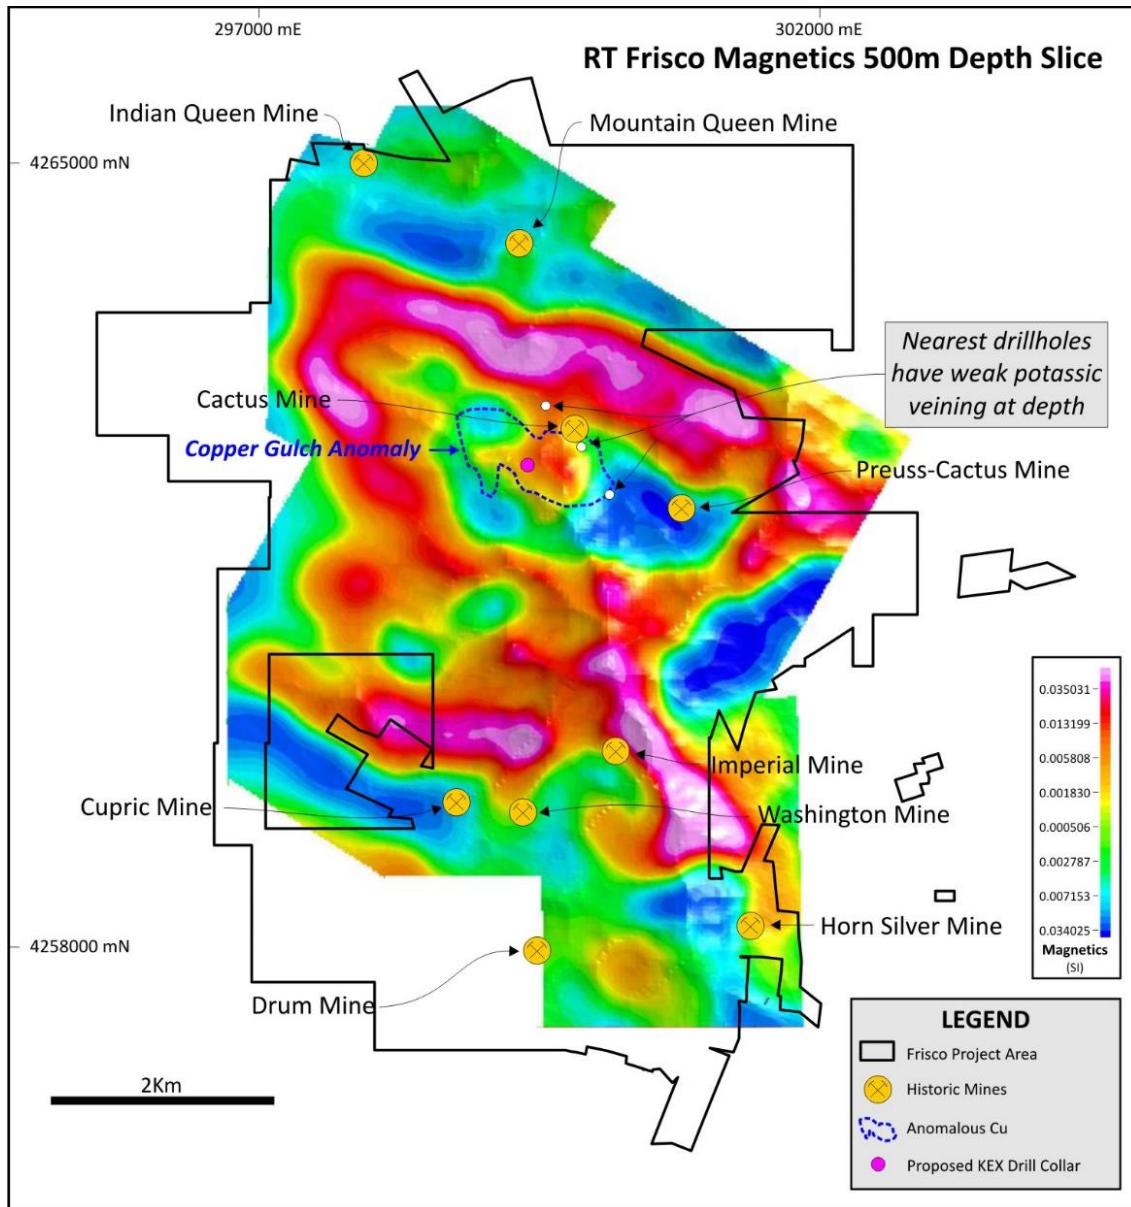 297000 mE
302000 mE
RT Frisco Magnetics 500m Depth Slice
Indian Queen Mine
Mountain Queen Mine
4265000 mN
Nearest drillholes
have weak potassic
veining at depth
Cactus Mine
Copper Gulch Anomaly
Preuss-Cactus Mine
0.035031
0.013199
0.005808
0.001830
0.000506
0.002787
0.007153
0.034025
Magnetics
(SI)
Imperial Mine
Cupric Mine
Washington Mine
Horn Silver Mine
4258000 mN
Drum Mine
LEGEND
Frisco Project Area
Historic Mines
Anomalous Cu
Proposed KEX Drill Collar
2Km